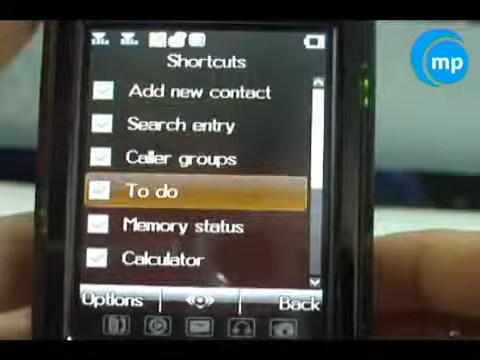 mp
Shortcuts
Add new contact
Search entry
Caller groups
To do
Memory status
Calculator
Options Back